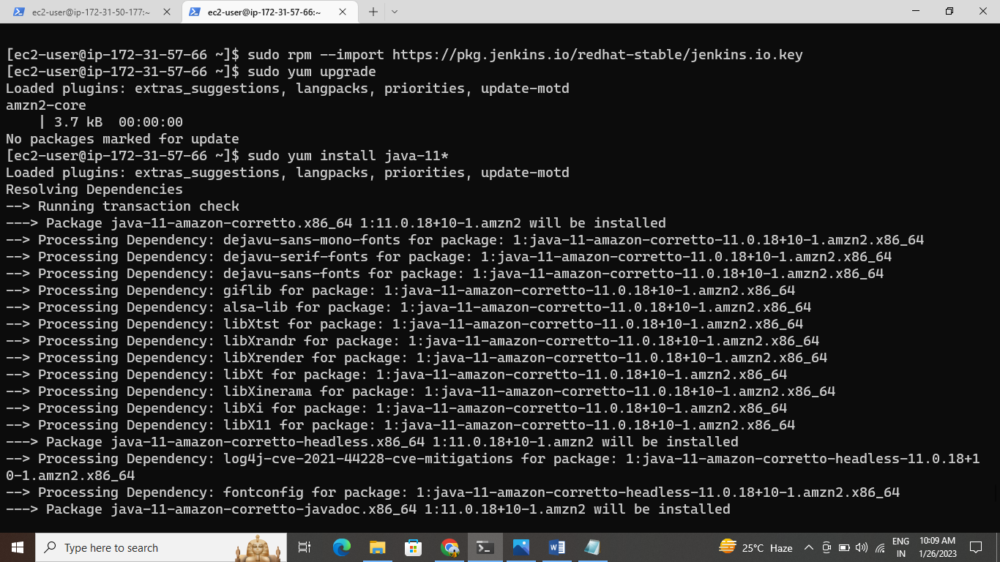 ec2-user@ip-172-31-50-177:~
ec2-user@ip-172-31-57-66:~
[ec2-user@ip-172-31-57-66 ~]$ sudo rpm --import https://pkg.jenkins.io/redhat-stable/jenkins.io.key
[ec2-user@ip-172-31-57-66 ~]$ sudo yum upgrade
Loaded plugins: extras_suggestions, langpacks, priorities, update-motd
amzn2-core
| 3.7 kB  00:00:00
No packages marked for update
[ec2-user@ip-172-31-57-66 ~]$ sudo yum install java-11*
Loaded plugins: extras_suggestions, langpacks, priorities, update-motd
Resolving Dependencies
--> Running transaction check
---> Package java-11-amazon-corretto.x86_64 1:11.0.18+10-1.amzn2 will be installed
--> Processing Dependency: dejavu-sans-mono-fonts for package: 1:java-11-amazon-corretto-11.0.18+10-1.amzn2.x86_64
--> Processing Dependency: dejavu-serif-fonts for package: 1:java-11-amazon-corretto-11.0.18+10-1.amzn2.x86_64
--> Processing Dependency: dejavu-sans-fonts for package: 1:java-11-amazon-corretto-11.0.18+10-1.amzn2.x86_64
--> Processing Dependency: giflib for package: 1:java-11-amazon-corretto-11.0.18+10-1.amzn2.x86_64
--> Processing Dependency: alsa-lib for package: 1:java-11-amazon-corretto-11.0.18+10-1.amzn2.x86_64
--> Processing Dependency: libXtst for package: 1:java-11-amazon-corretto-11.0.18+10-1.amzn2.x86_64
--> Processing Dependency: libXrandr for package: 1:java-11-amazon-corretto-11.0.18+10-1.amzn2.x86_64
--> Processing Dependency: libXrender for package: 1:java-11-amazon-corretto-11.0.18+10-1.amzn2.x86_64
--> Processing Dependency: libXt for package: 1:java-11-amazon-corretto-11.0.18+10-1.amzn2.x86_64
--> Processing Dependency: libXinerama for package: 1:java-11-amazon-corretto-11.0.18+10-1.amzn2.x86_64
--> Processing Dependency: libXi for package: 1:java-11-amazon-corretto-11.0.18+10-1.amzn2.x86_64
--> Processing Dependency: libX11 for package: 1:java-11-amazon-corretto-11.0.18+10-1.amzn2.x86_64
---> Package java-11-amazon-corretto-headless.x86_64 1:11.0.18+10-1.amzn2 will be installed
--> Processing Dependency: log4j-cve-2021-44228-cve-mitigations for package: 1:java-11-amazon-corretto-headless-11.0.18+1
0-1.amzn2.x86_64
--> Processing Dependency: fontconfig for package: 1:java-11-amazon-corretto-headless-11.0.18+10-1.amzn2.x86_64
---> Package java-11-amazon-corretto-javadoc.x86_64 1:11.0.18+10-1.amzn2 will be installed
Type here to search
25°C Haze
ENG
IN
10:09 AM
1/26/2023